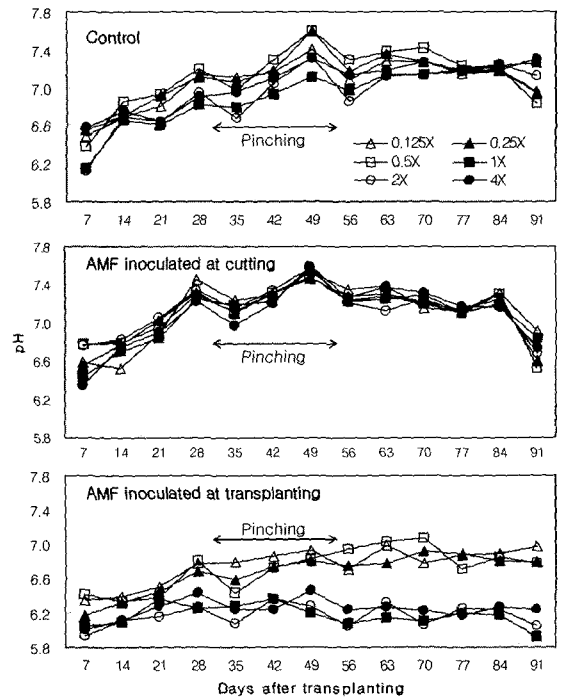 7.8
Control
7.4
7.0
6.6
Pinching
0.125X 0.25X
0.5X 1X
2X 4X
6.2
5.8
7 14 21 28 35 42 49 56 63 70 77 84 91
7.8
AMF inoculated at cutting
7.4
7.0
pH
Pinching
6.6
6.2
5.8
7 14 21 28 35 42 49 56 63 70 77 84 91
7.8
AMF inoculated at transplanting
7.4
Pinching
7.0
6.6
6.2
5.8
7 14 21 28 35 42 49 56 63 70 77 84 91
Days after transplanting